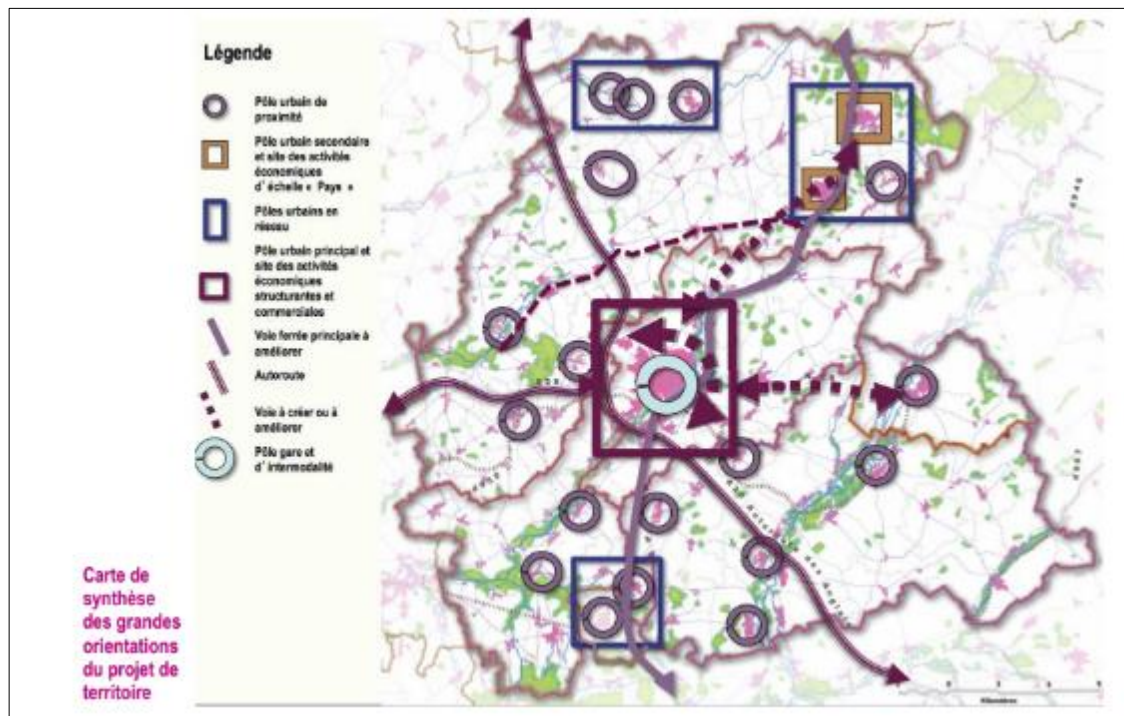 Légende
Pôle urbain de
proximité
Pôle urbain secondaire
et site des activités
économiques
d'échelle « Pays »
Pôles urbains en
réseau
Pôle urbain principal et
site des activités
économiques
structurantes et
commerciales
Voie ferrée principale à
améliorer
Autoroute
Voie à créer ou à
améliorer
Pôle gare et
d'intermodalité
Carte de
synthèse
des grandes
orientations
du projet de
territoire
Kilomètres